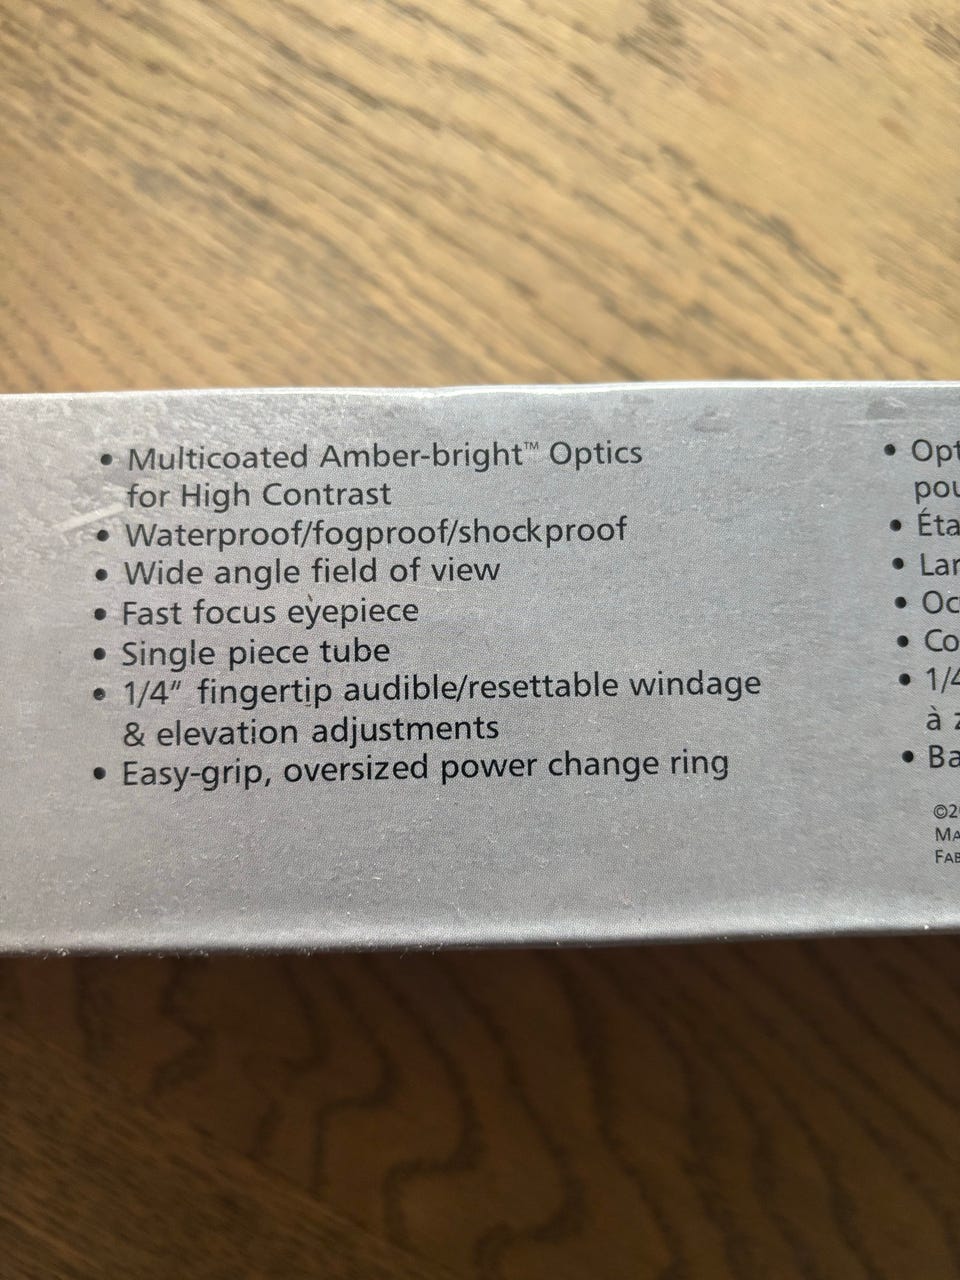 • Multicoated Amber-bright™ Optics
for High Contrast
• Waterproof/fogproof/shockproof
• Wide angle field of view
• Fast focus eyepiece
• Single piece tube
• 1/4" fingertip audible/resettable windage
& elevation adjustments
• Easy-grip, oversized power change ring
•
•
•
•
•
•
à
•